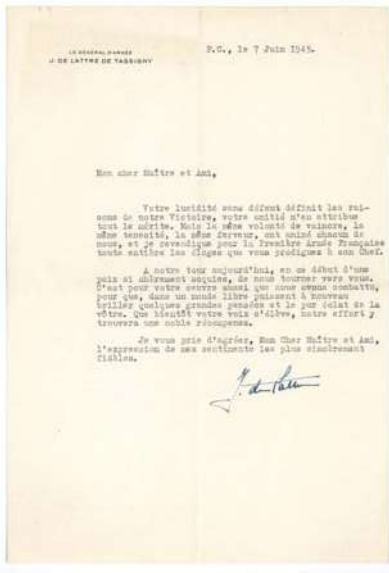 LE GÉNÉRAL D'ARMÉE
J. DE LATTRE DE TASSIGNY
P.C., le 7 Juin 1945.
Mon cher Maître et Ami,
Votre lucidité sans défaut définit les rai-
sons de notre Victoire, votre amitié m'en attribue
tout le mérite. Mais la même volonté de vaincre, la
même tenacité, la même ferveur, ont animé chacun de
nous, et je revendique pour la Première Armée Française
toute entière les éloges que vous prodiguez à son Chef.
A notre tour aujourd'hui, en ce début d'une
paix si chèrement acquise, de nous tourner vers vous.
C'est pour votre oeuvre aussi que nous avons combattu,
pour que, dans un monde libre puissent à nouveau
briller quelques grandes pensées et le pur éclat de la
vôtre. Que bientôt votre voix s'élève, notre effort y
trouvera une noble récompense.
Je vous prie d'agréer, Mon Cher Maître et Ami,
l'expression de mes sentiments les plus sincèrement
fidèles.
J. de Lattre